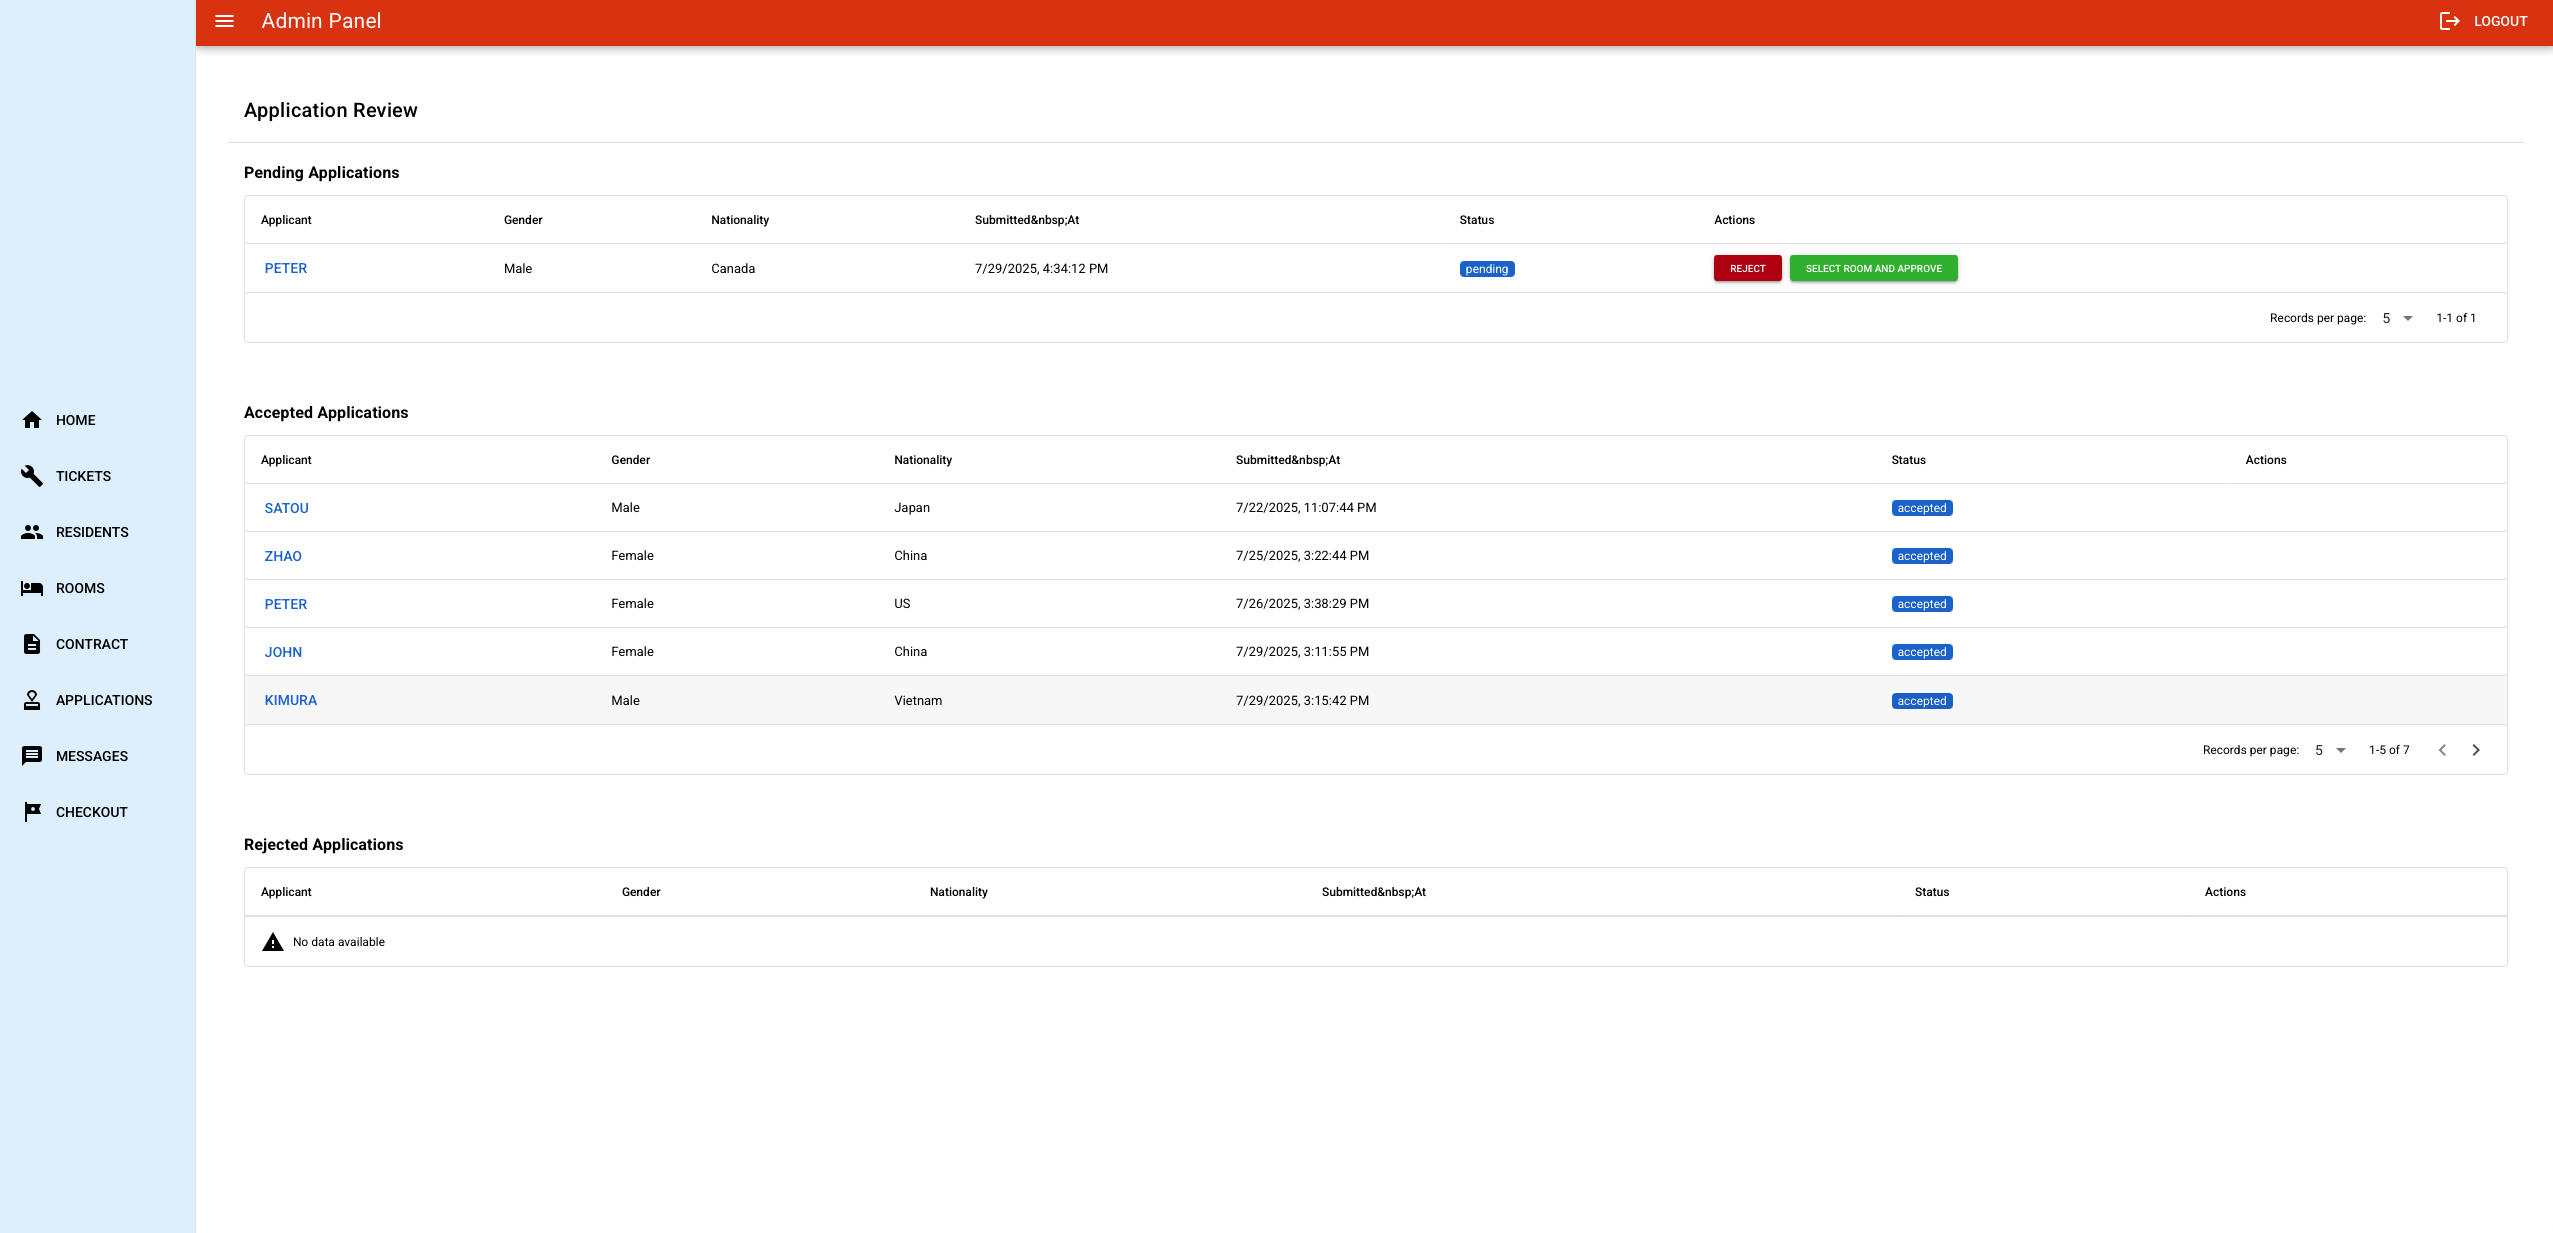 Admin Panel
LOGOUT
HOME
TICKETS
RESIDENTS
ROOMS
CONTRACT
APPLICATIONS
MESSAGES
CHECKOUT
Application Review
Pending Applications
Applicant Gender Nationality Submitted&nbsp;At Status Actions
PETER Male Canada 7/29/2025, 4:34:12 PM pending REJECT SELECT ROOM AND APPROVE
Records per page: 5 1-1 of 1
Accepted Applications
Applicant Gender Nationality Submitted&nbsp;At Status Actions
SATOU Male Japan 7/22/2025, 11:07:44 PM accepted
ZHAO Female China 7/25/2025, 3:22:44 PM accepted
PETER Female US 7/26/2025, 3:38:29 PM accepted
JOHN Female China 7/29/2025, 3:11:55 PM accepted
KIMURA Male Vietnam 7/29/2025, 3:15:42 PM accepted
Records per page: 5 1-5 of 7
Rejected Applications
Applicant Gender Nationality Submitted&nbsp;At Status Actions
No data available